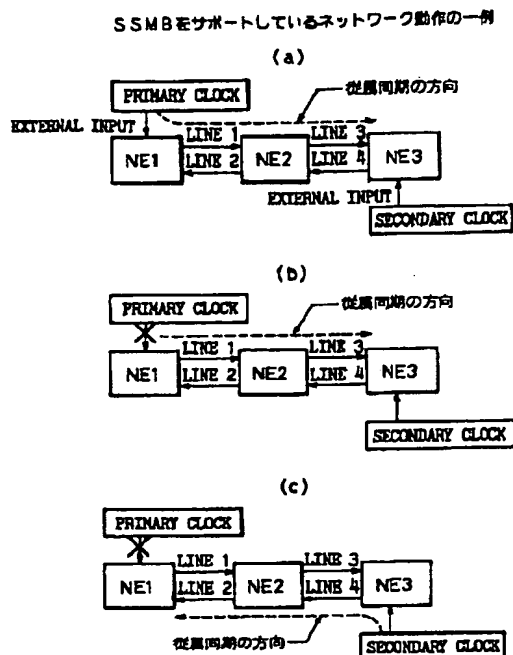 SSMBをサポートしているネットワーク動作の一例
(a)
PRIMARY CLOCK
従属同期の方向
EXTERNAL INPUT
LINE 1
LINE 3
NE1
LINE 2
NE2
LINE 4
NE3
EXTERNAL INPUT
SECONDARY CLOCK
(b)
PRIMARY CLOCK
従属同期の方向
LINE 1
LINE 3
NE1
LINE 2
NE2
LINE 4
NE3
SECONDARY CLOCK
(c)
PRIMARY CLOCK
LINE 1
LINE 3
NE1
LINE 2
NE2
LINE 4
NE3
従属同期の方向
SECONDARY CLOCK